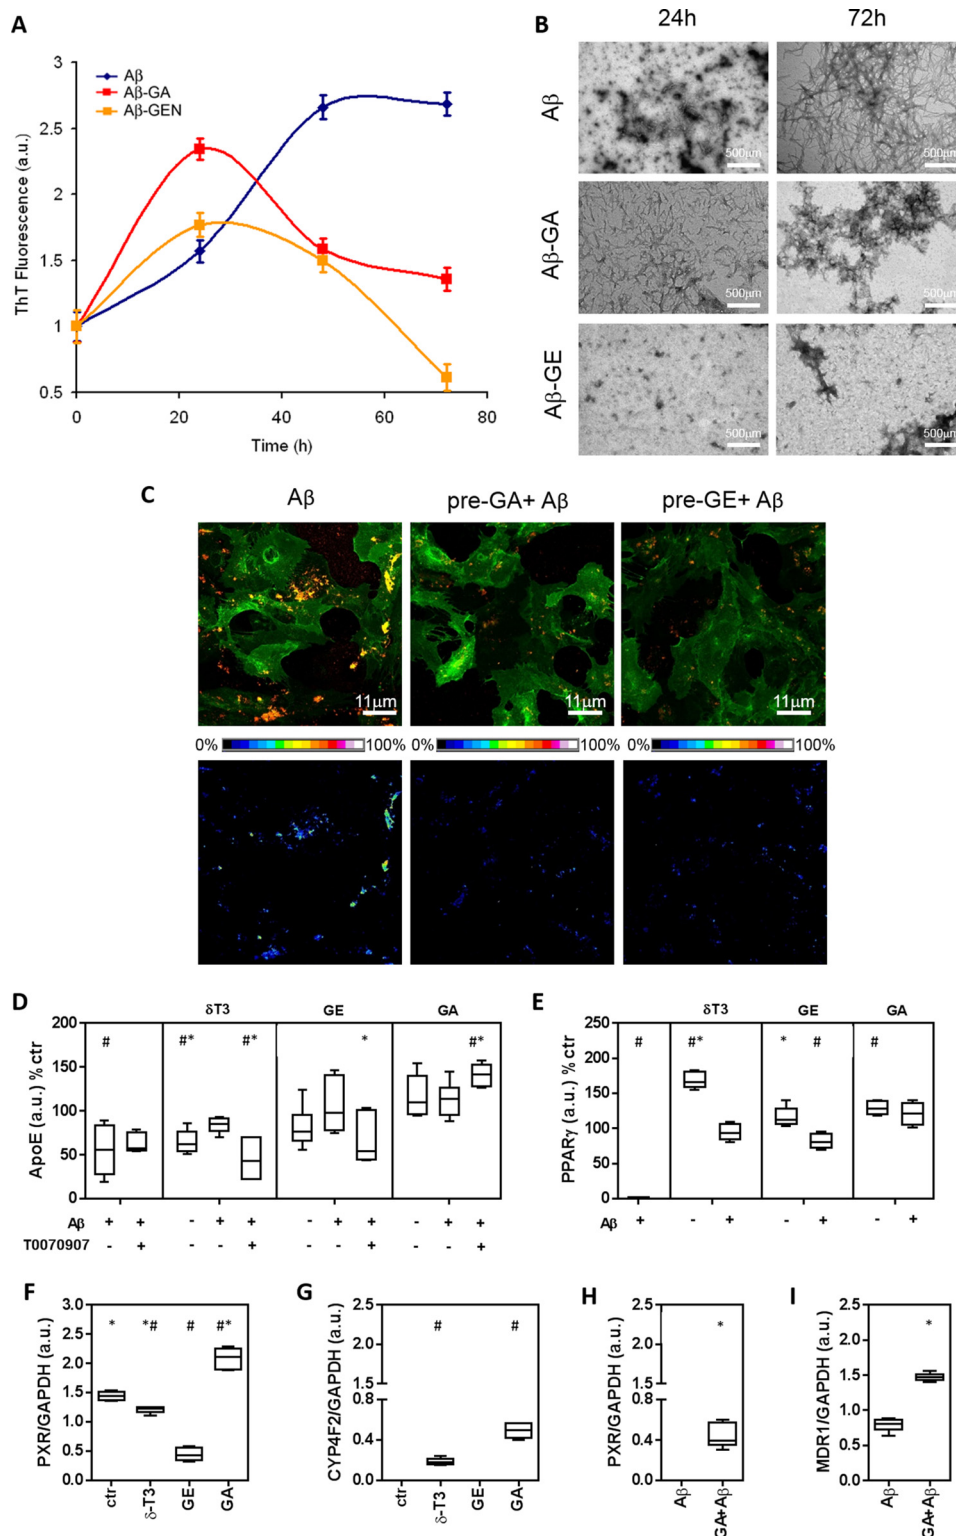 A
3
2.5
2
1.5
1
0.5
ThT Fluorescence (a.u.)
Aβ
Aβ-GA
Aβ-GEN
0 20 40 60 80
Time (h)
B
24h 72h
Aβ
500μm 500μm
Aβ-GA
500μm 500μm
Aβ-GE
500μm 500μm
C
Aβ pre-GA+ Aβ pre-GE+ Aβ
11μm 11μm 11μm
0% 100% 0% 100% 0% 100%
D
δT3 GE GA
200
150
100
50
0
ApoE (a.u.) % ctr
# #* #* * #*
Aβ + + - + + - + + - + +
T0070907 - + - - + - - + - - +
E
δT3 GE GA
250
200
150
100
50
0
PPARγ (a.u.) % ctr
# #* * # #
Aβ + - + - + - +
F
3.0
2.5
2.0
1.5
1.0
0.5
0.0
PXR/GAPDH (a.u.)
* *# # #*
ctr δ-T3 GE GA
G
2.5
2.0
1.5
0.8
0.4
0.0
CYP4F2/GAPDH (a.u.)
# #
ctr δ-T3 GE GA
H
2.5
2.0
1.5
0.8
0.4
0.0
PXR/GAPDH (a.u.)
*
Aβ GA+Aβ
I
2.5
2.0
1.5
1.0
0.5
0.0
MDR1/GAPDH (a.u.)
*
Aβ GA+Aβ